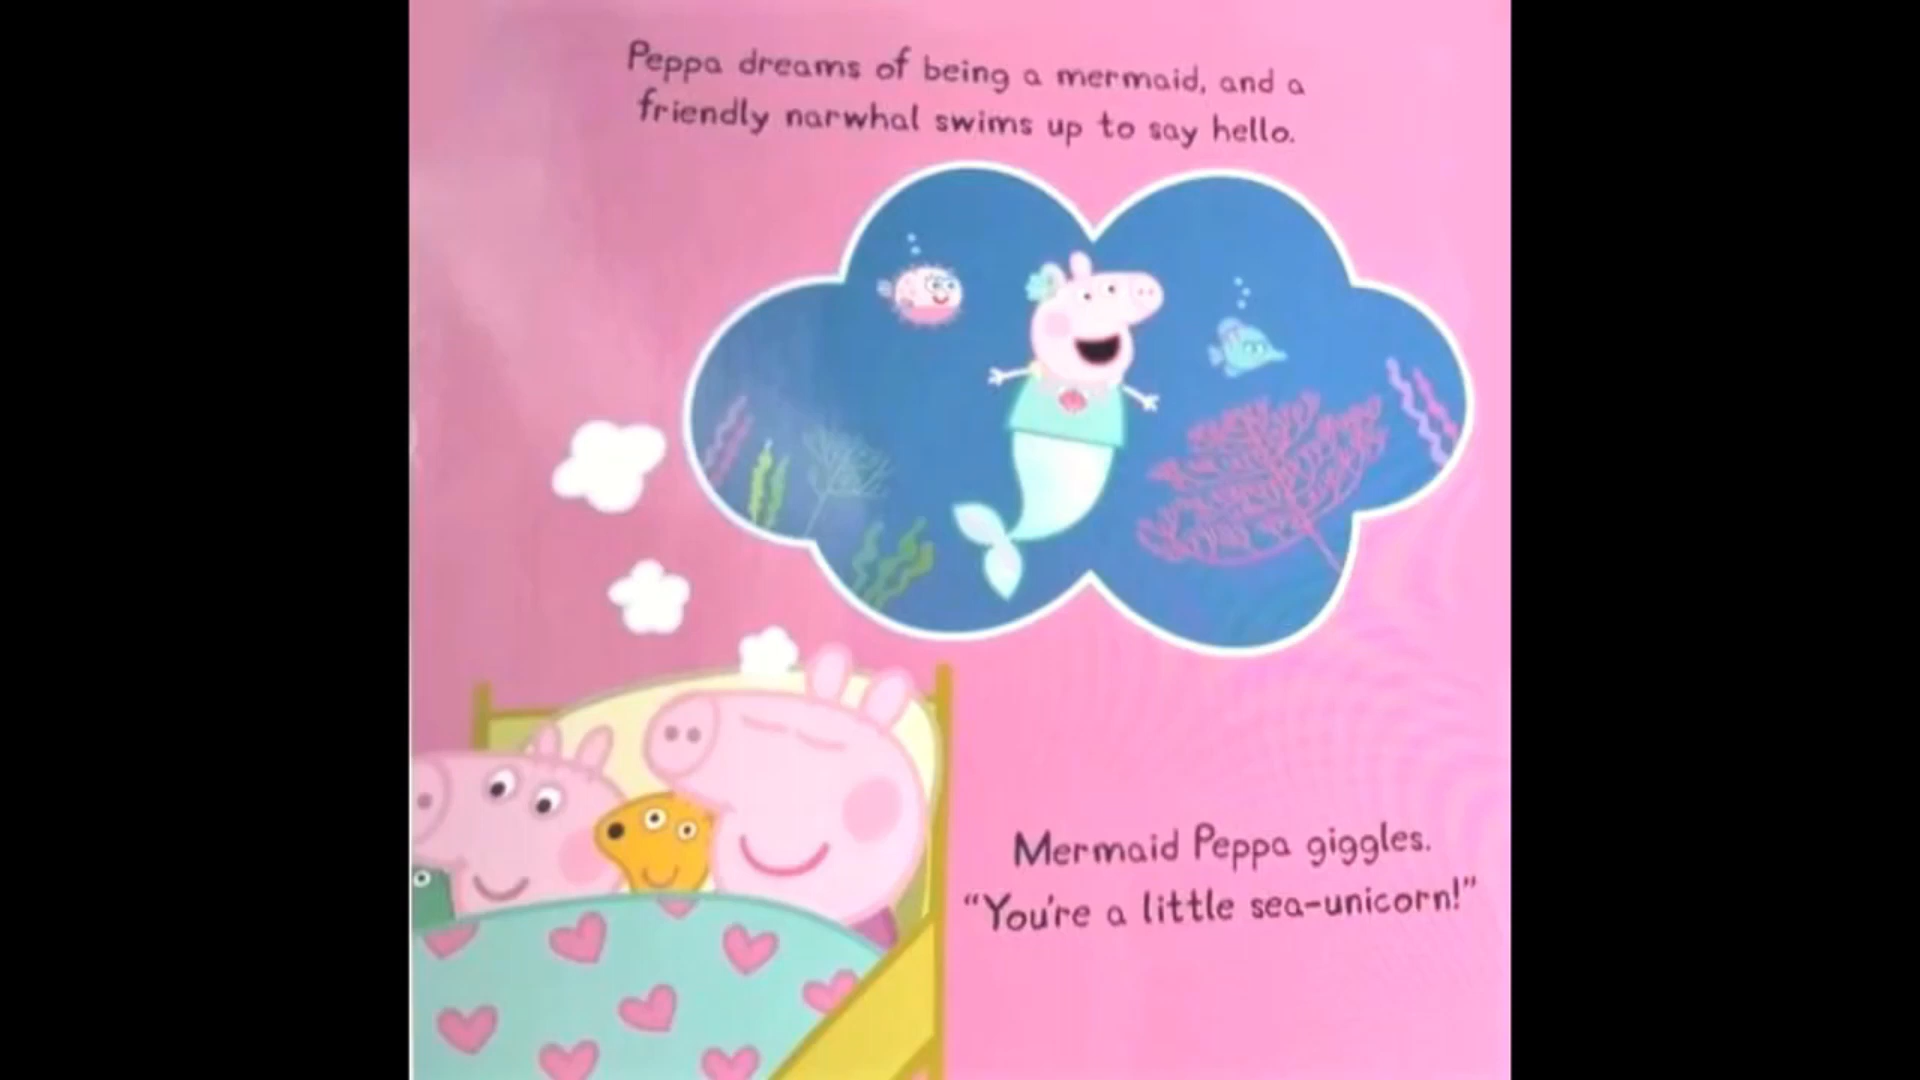 Peppa dreams of being a mermaid, and a
friendly narwhal swims up to say hello.
Mermaid Peppa giggles.
“You're a little sea-unicorn!”